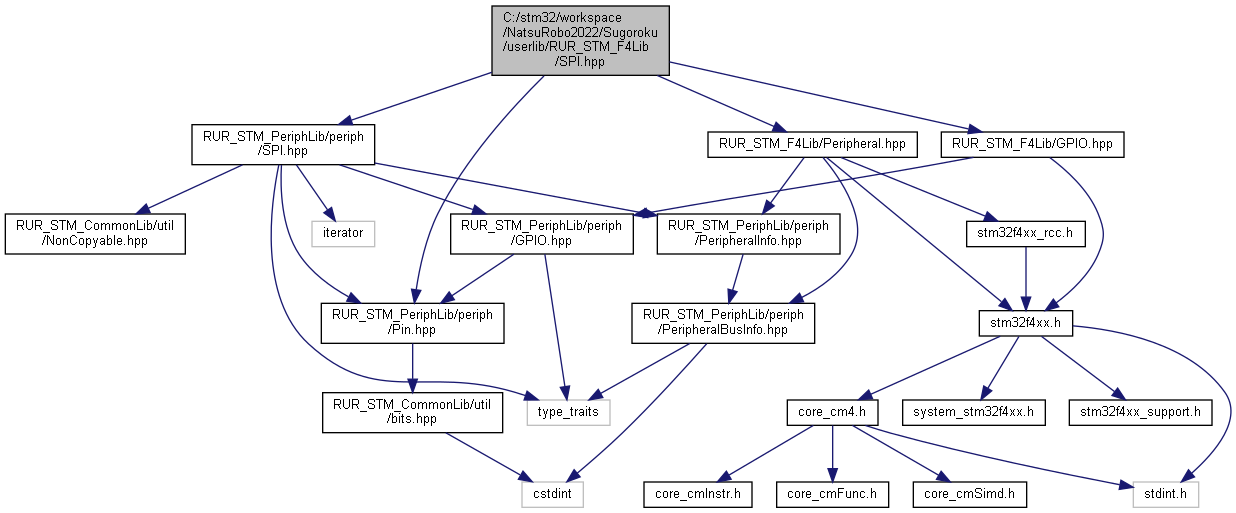 C:/stm32/workspace
/NatsuRobo2022/Sugoroku
/userlib/RUR_STM_F4Lib
/SPI.hpp
RUR_STM_PeriphLib/periph
/SPI.hpp
RUR_STM_F4Lib/Peripheral.hpp
RUR_STM_F4Lib/GPIO.hpp
RUR_STM_CommonLib/util
/NonCopyable.hpp
iterator
RUR_STM_PeriphLib/periph
/GPIO.hpp
RUR_STM_PeriphLib/periph
/PeripheralInfo.hpp
stm32f4xx_rcc.h
RUR_STM_PeriphLib/periph
/Pin.hpp
RUR_STM_PeriphLib/periph
/PeripheralBusInfo.hpp
stm32f4xx.h
RUR_STM_CommonLib/util
/bits.hpp
type_traits
core_cm4.h
system_stm32f4xx.h
stm32f4xx_support.h
cstdint
core_cmInstr.h
core_cmFunc.h
core_cmSimd.h
stdint.h